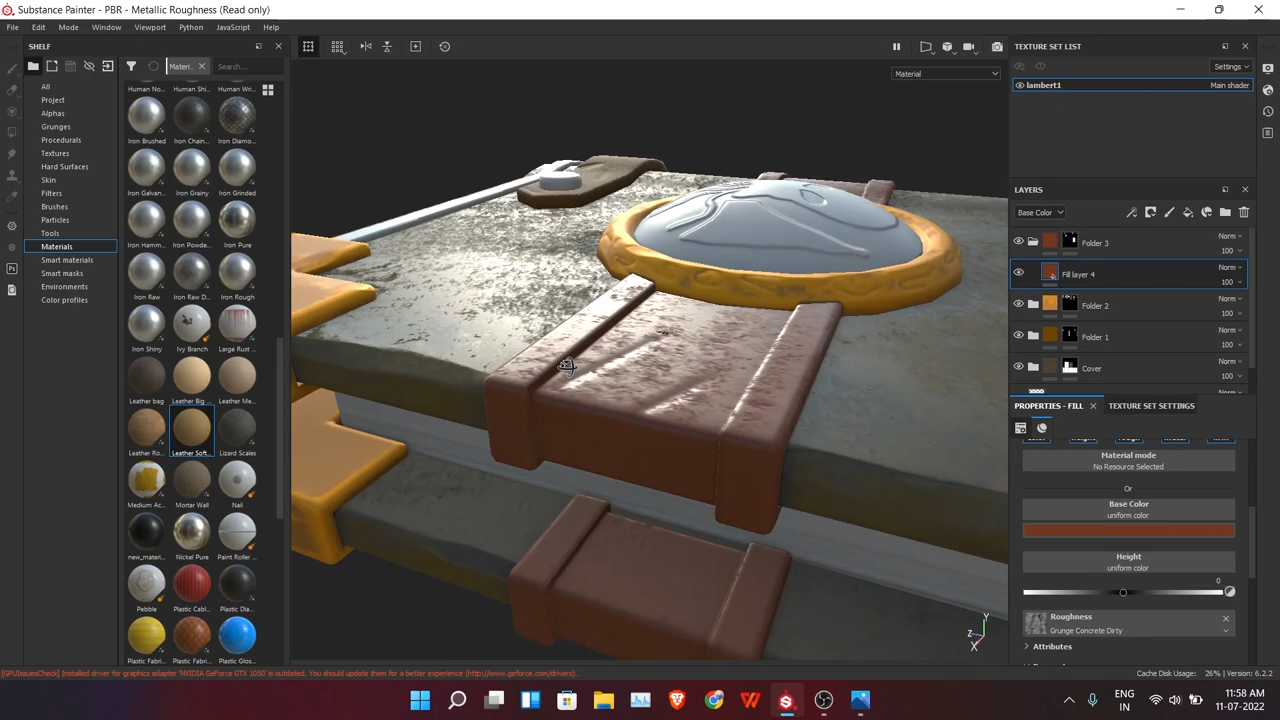 Substance Painter - PBR - Metallic Roughness (Read only)
File Edit Mode Window Viewport Python JavaScript Help
SHELF
Materi...
Search...
All
Project
Alphas
Grunges
Procedurals
Textures
Hard Surfaces
Skin
Filters
Brushes
Particles
Tools
Materials
Smart materials
Smart masks
Environments
Color profiles
Human No... Human Shi... Human Wri...
Iron Brushed Iron Chain... Iron Diamo...
Iron Galvan... Iron Grainy Iron Grinded
Iron Hamm... Iron Powde... Iron Pure
Iron Raw Iron Raw D... Iron Rough
Iron Shiny Ivy Branch Large Rust ...
Leather bag Leather Big ... Leather Me...
Leather Ro... Leather Soft... Lizard Scales
Medium Ac... Mortar Wall Nail
new_materi... Nickel Pure Paint Roller ...
Pebble Plastic Cabl... Plastic Dia...
Plastic Fabri... Plastic Fabri... Plastic Glos...
Material
Y
Z
X
TEXTURE SET LIST
Settings
lambert1 Main shader
LAYERS
Base Color
Folder 3 Norm 100
Fill layer 4 Norm 100
Folder 2 Norm 100
Folder 1 Norm 100
Cover Norm 100
PROPERTIES - FILL
TEXTURE SET SETTINGS
Material mode
No Resource Selected
Or
Base Color
uniform color
Height
uniform color
0
Roughness
Grunge Concrete Dirty
Attributes
[GPUIssuesCheck] Installed driver for graphics adapter 'NVIDIA GeForce GTX 1050' is outdated. You should update them for a better experience (http://www.geforce.com/drivers) ...
Cache Disk Usage: 26% | Version: 6.2.2
ENG
IN
11:58 AM
11-07-2022